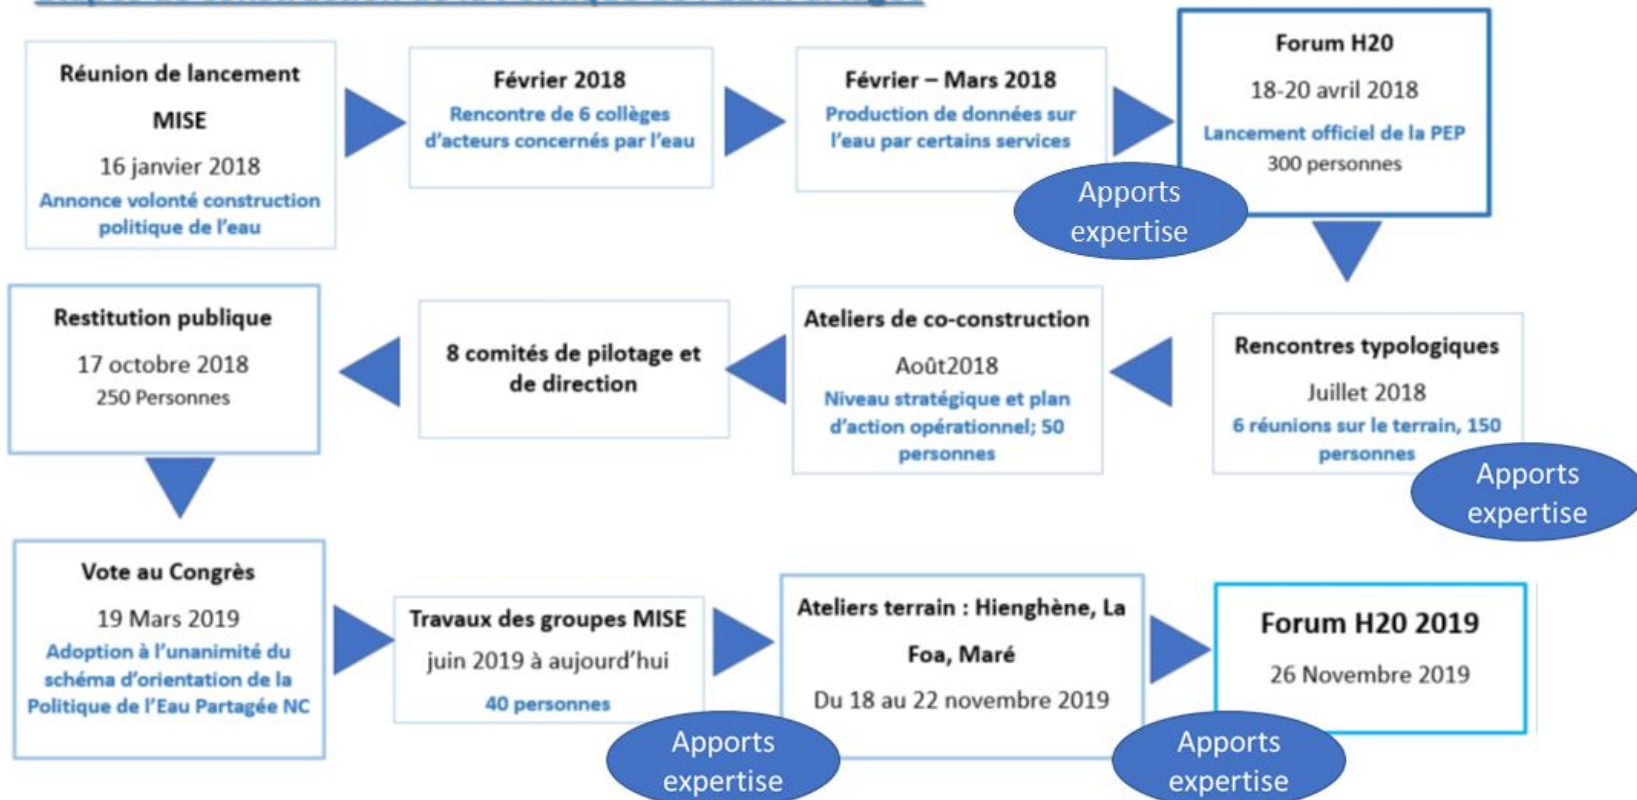 Réunion de lancement
MISE
16 janvier 2018
Annonce volonté construction
politique de l'eau
Février 2018
Rencontre de 6 collèges
d'acteurs concernés par l'eau
Février – Mars 2018
Production de données sur
l'eau par certains services
Apports
expertise
Forum H20
18-20 avril 2018
Lancement officiel de la PEP
300 personnes
Rencontres typologiques
Juillet 2018
6 réunions sur le terrain, 150
personnes
Apports
expertise
Ateliers de co-construction
Août2018
Niveau stratégique et plan
d'action opérationnel; 50
personnes
8 comités de pilotage et
de direction
Restitution publique
17 octobre 2018
250 Personnes
Vote au Congrès
19 Mars 2019
Adoption à l'unanimité du
schéma d'orientation de la
Politique de l'Eau Partagée NC
Travaux des groupes MISE
juin 2019 à aujourd'hui
40 personnes
Apports
expertise
Ateliers terrain : Hienghène, La
Foa, Maré
Du 18 au 22 novembre 2019
Apports
expertise
Forum H20 2019
26 Novembre 2019